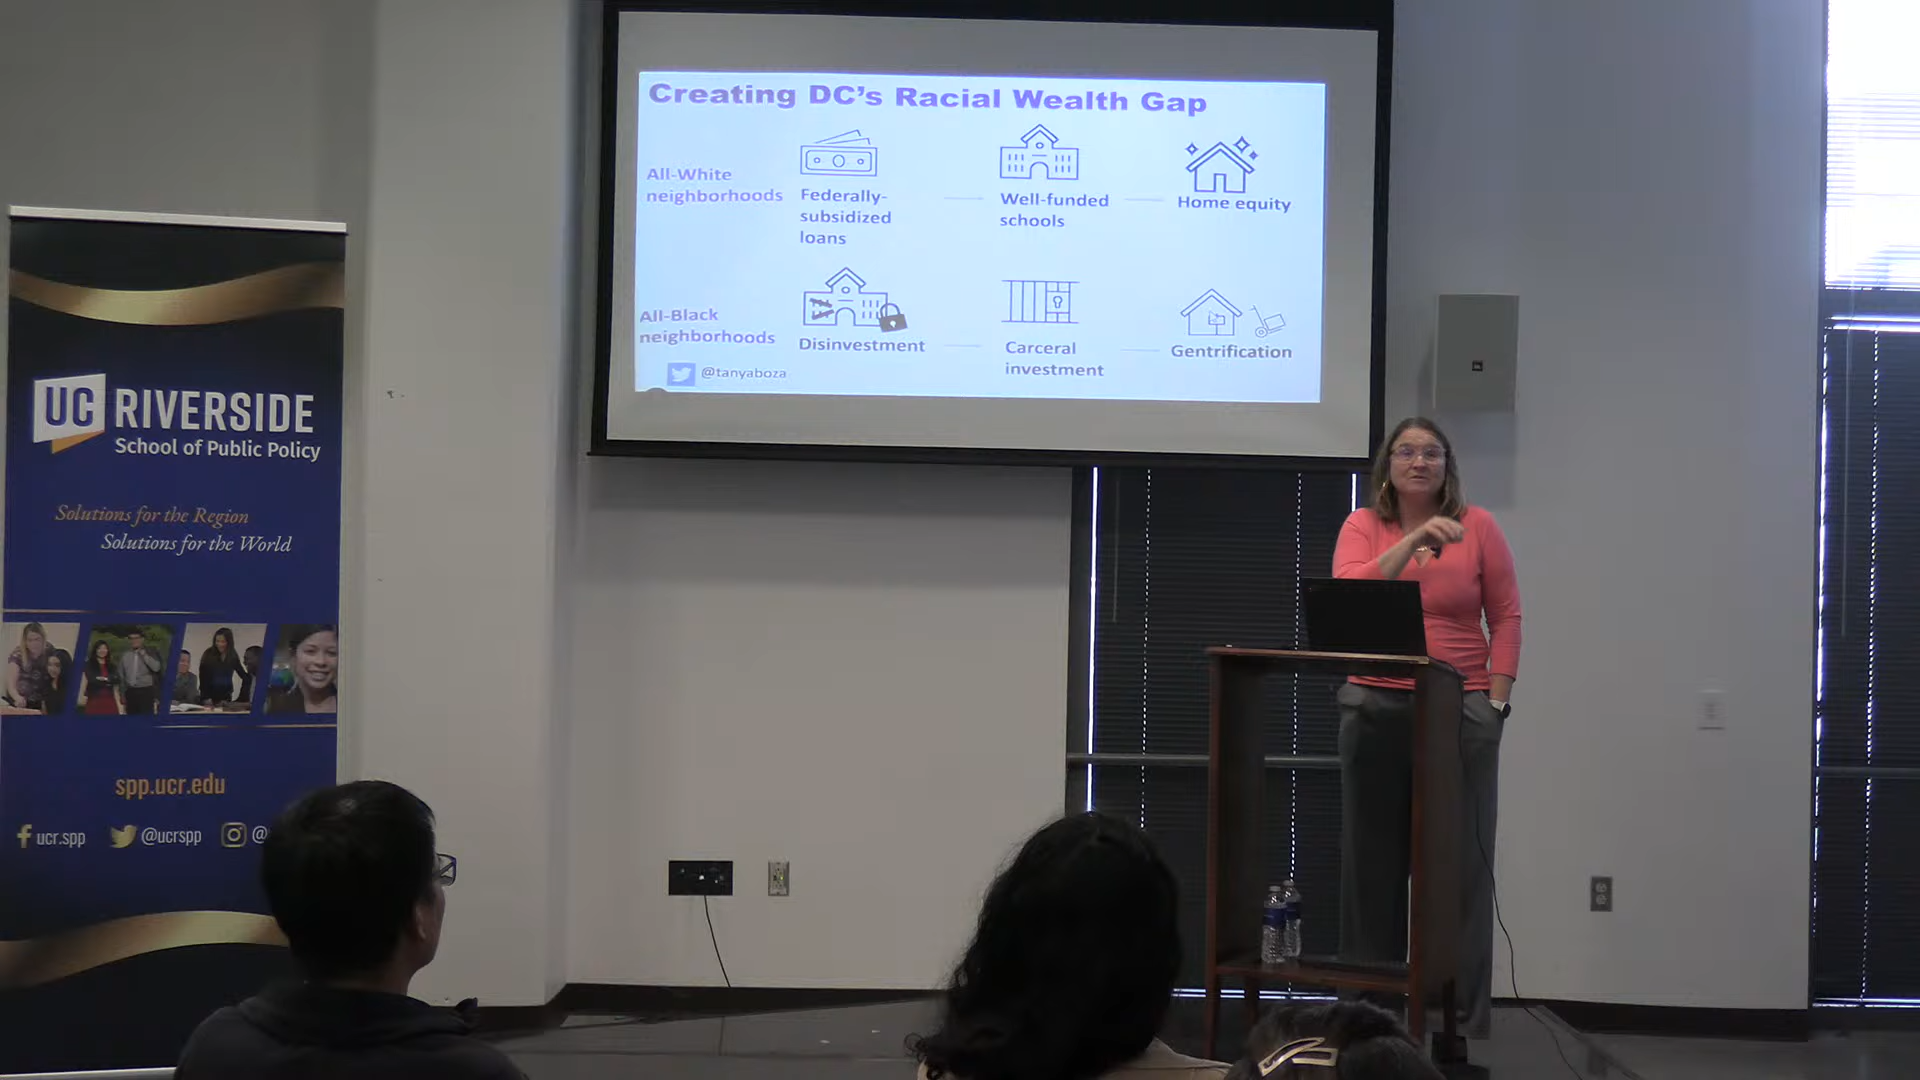 Creating DC's Racial Wealth Gap
All-White
neighborhoods
Federally-
subsidized
loans
Well-funded
schools
Home equity
All-Black
neighborhoods
Disinvestment
Carceral
investment
Gentrification
@tanyaboza
UC RIVERSIDE
School of Public Policy
Solutions for the Region
Solutions for the World
spp.ucr.edu
ucr.spp
@ucrspp
@